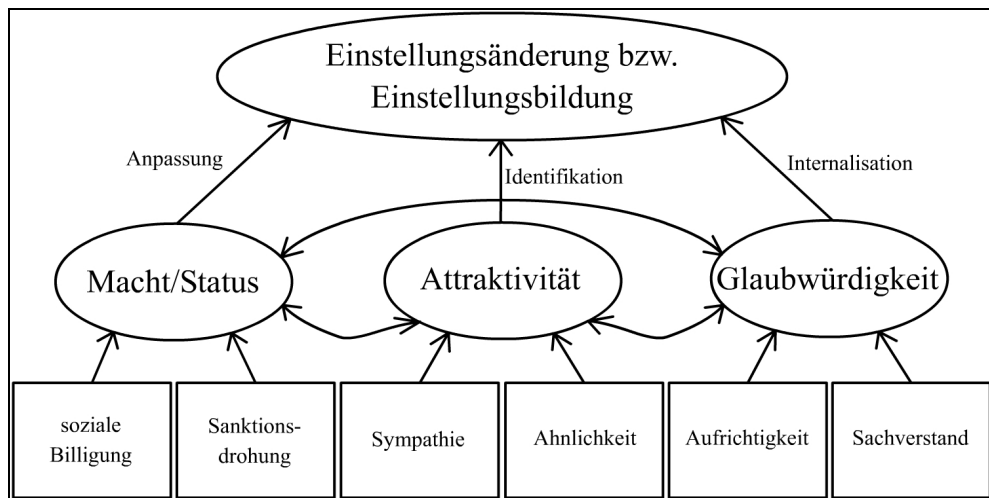 Einstellungsänderung bzw.
Einstellungsbildung
Anpassung
Identifikation
Internalisation
Macht/Status
Attraktivität
Glaubwürdigkeit
soziale
Billigung
Sanktions-
drohung
Sympathie
Ahnlichkeit
Aufrichtigkeit
Sachverstand